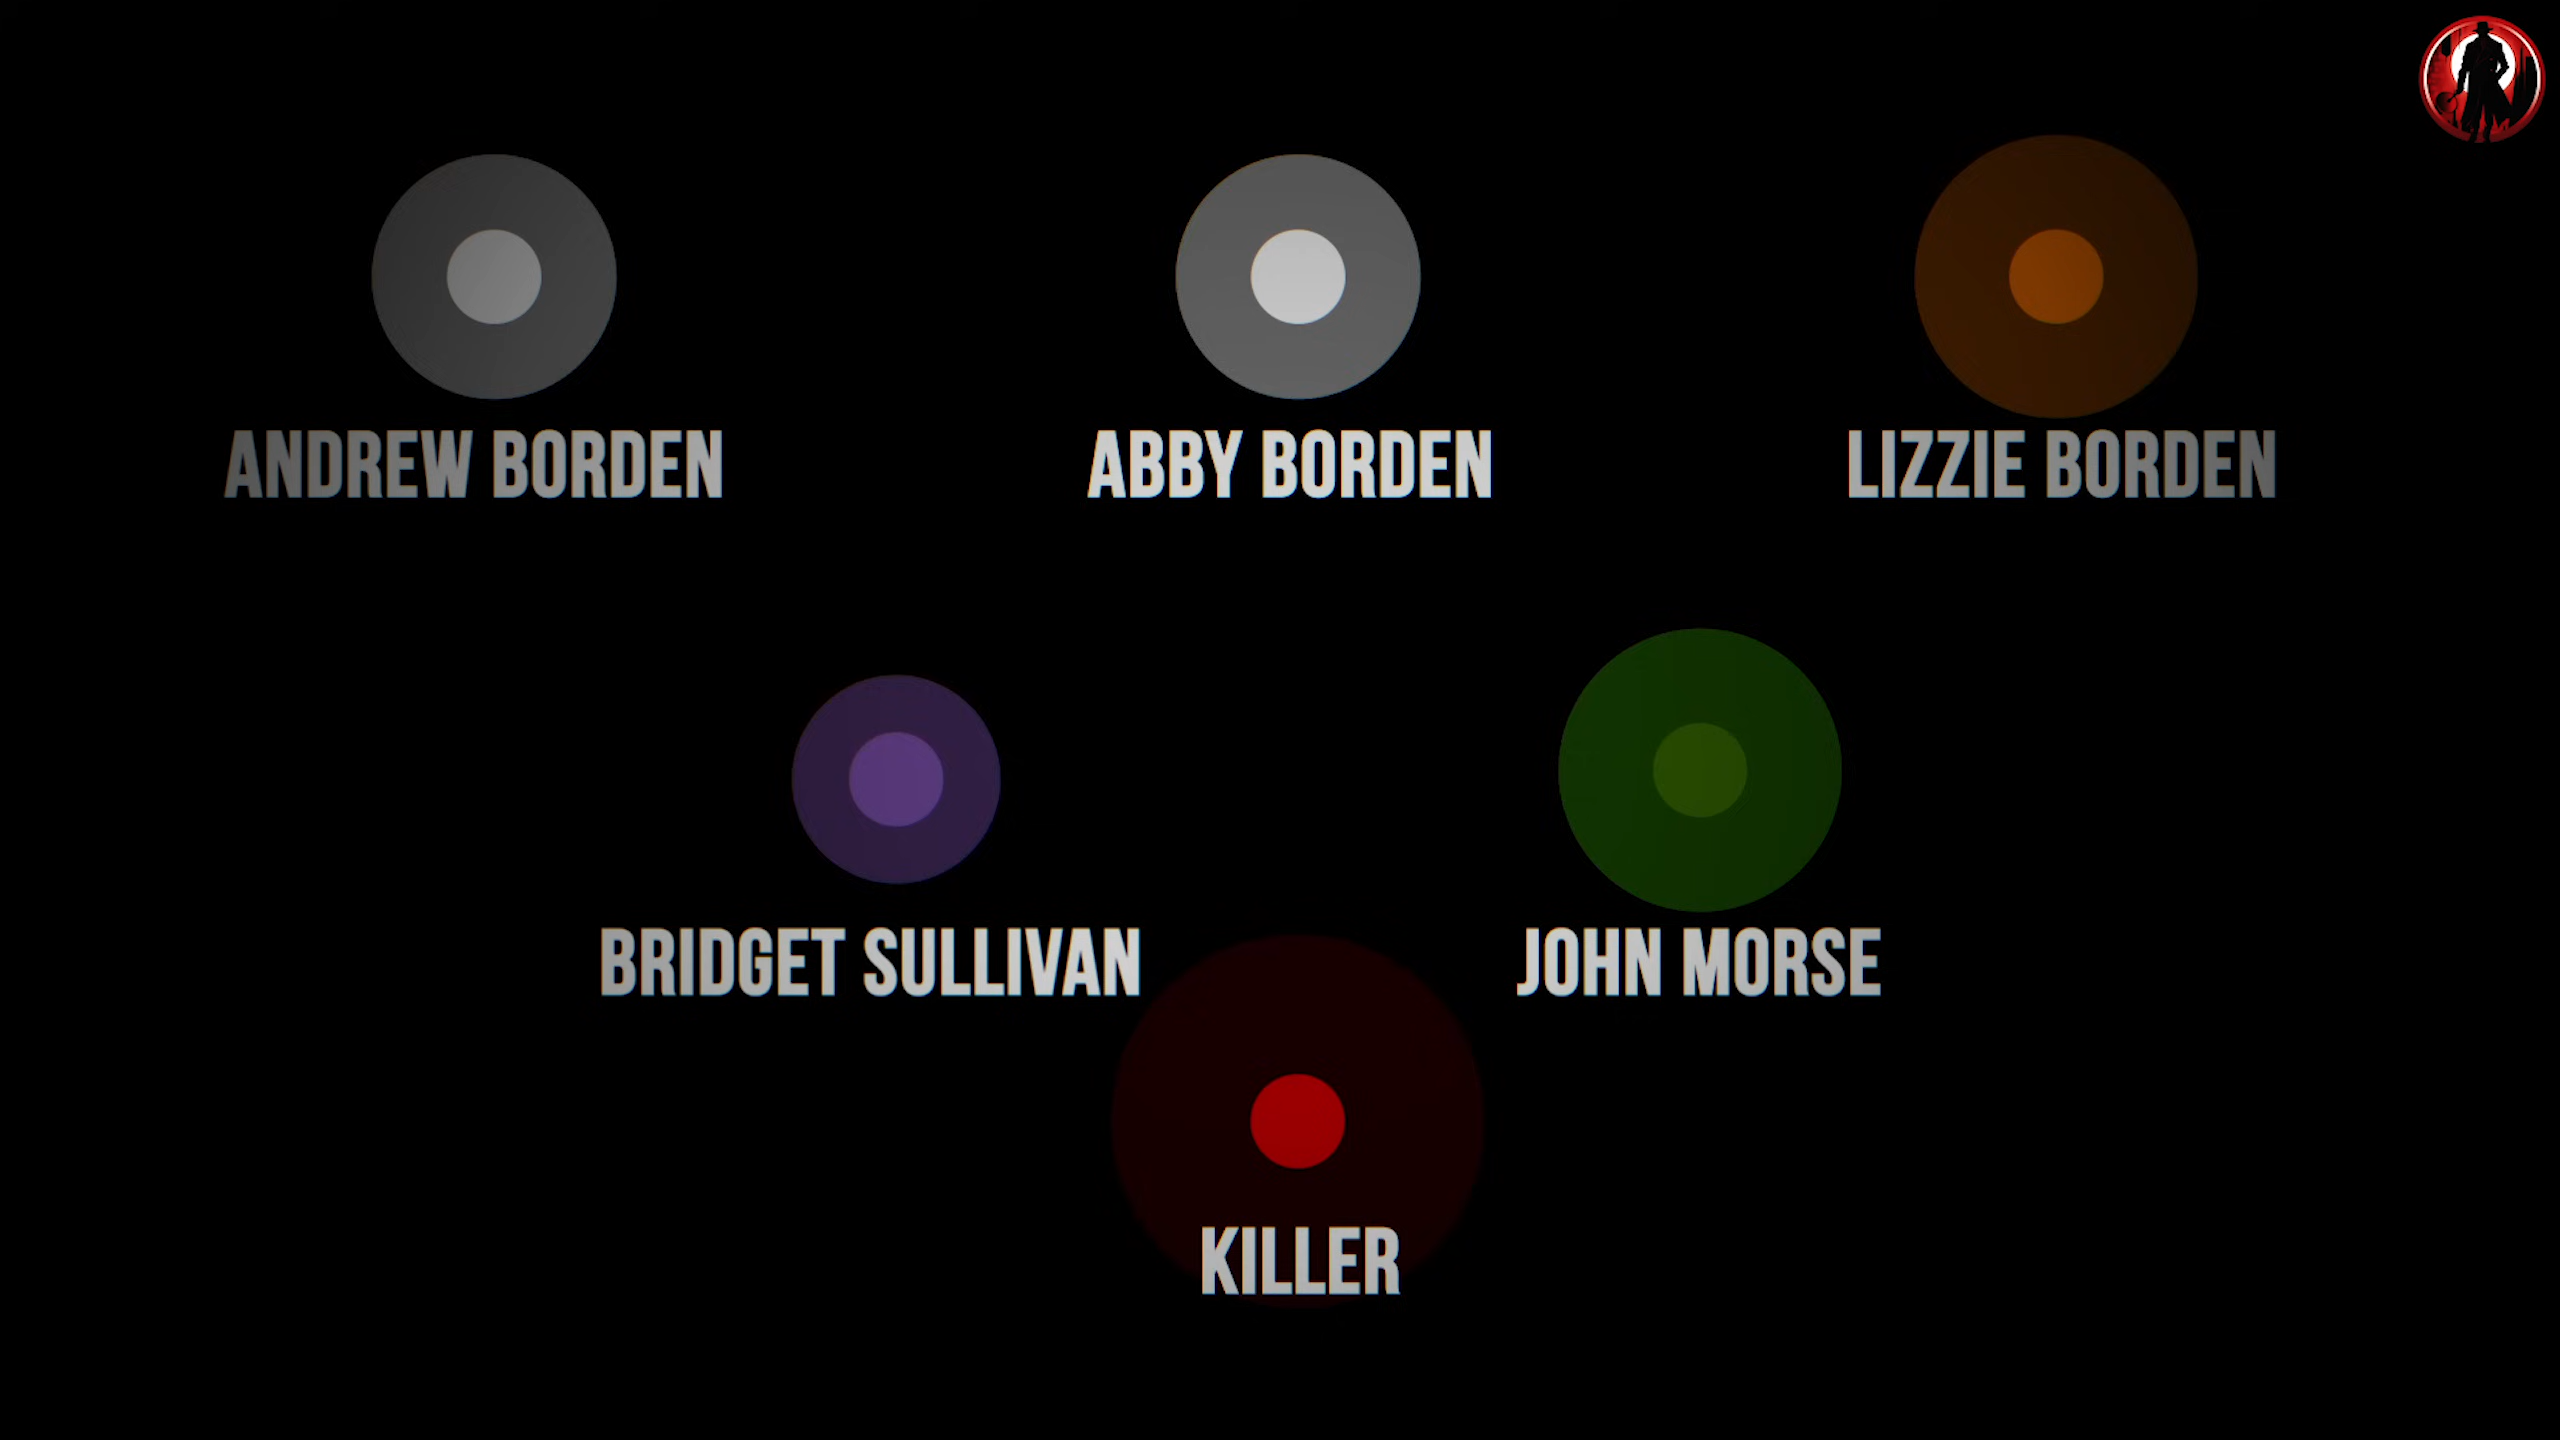 ANDREW BORDEN
ABBY BORDEN
LIZZIE BORDEN
BRIDGET SULLIVAN
JOHN MORSE
KILLER